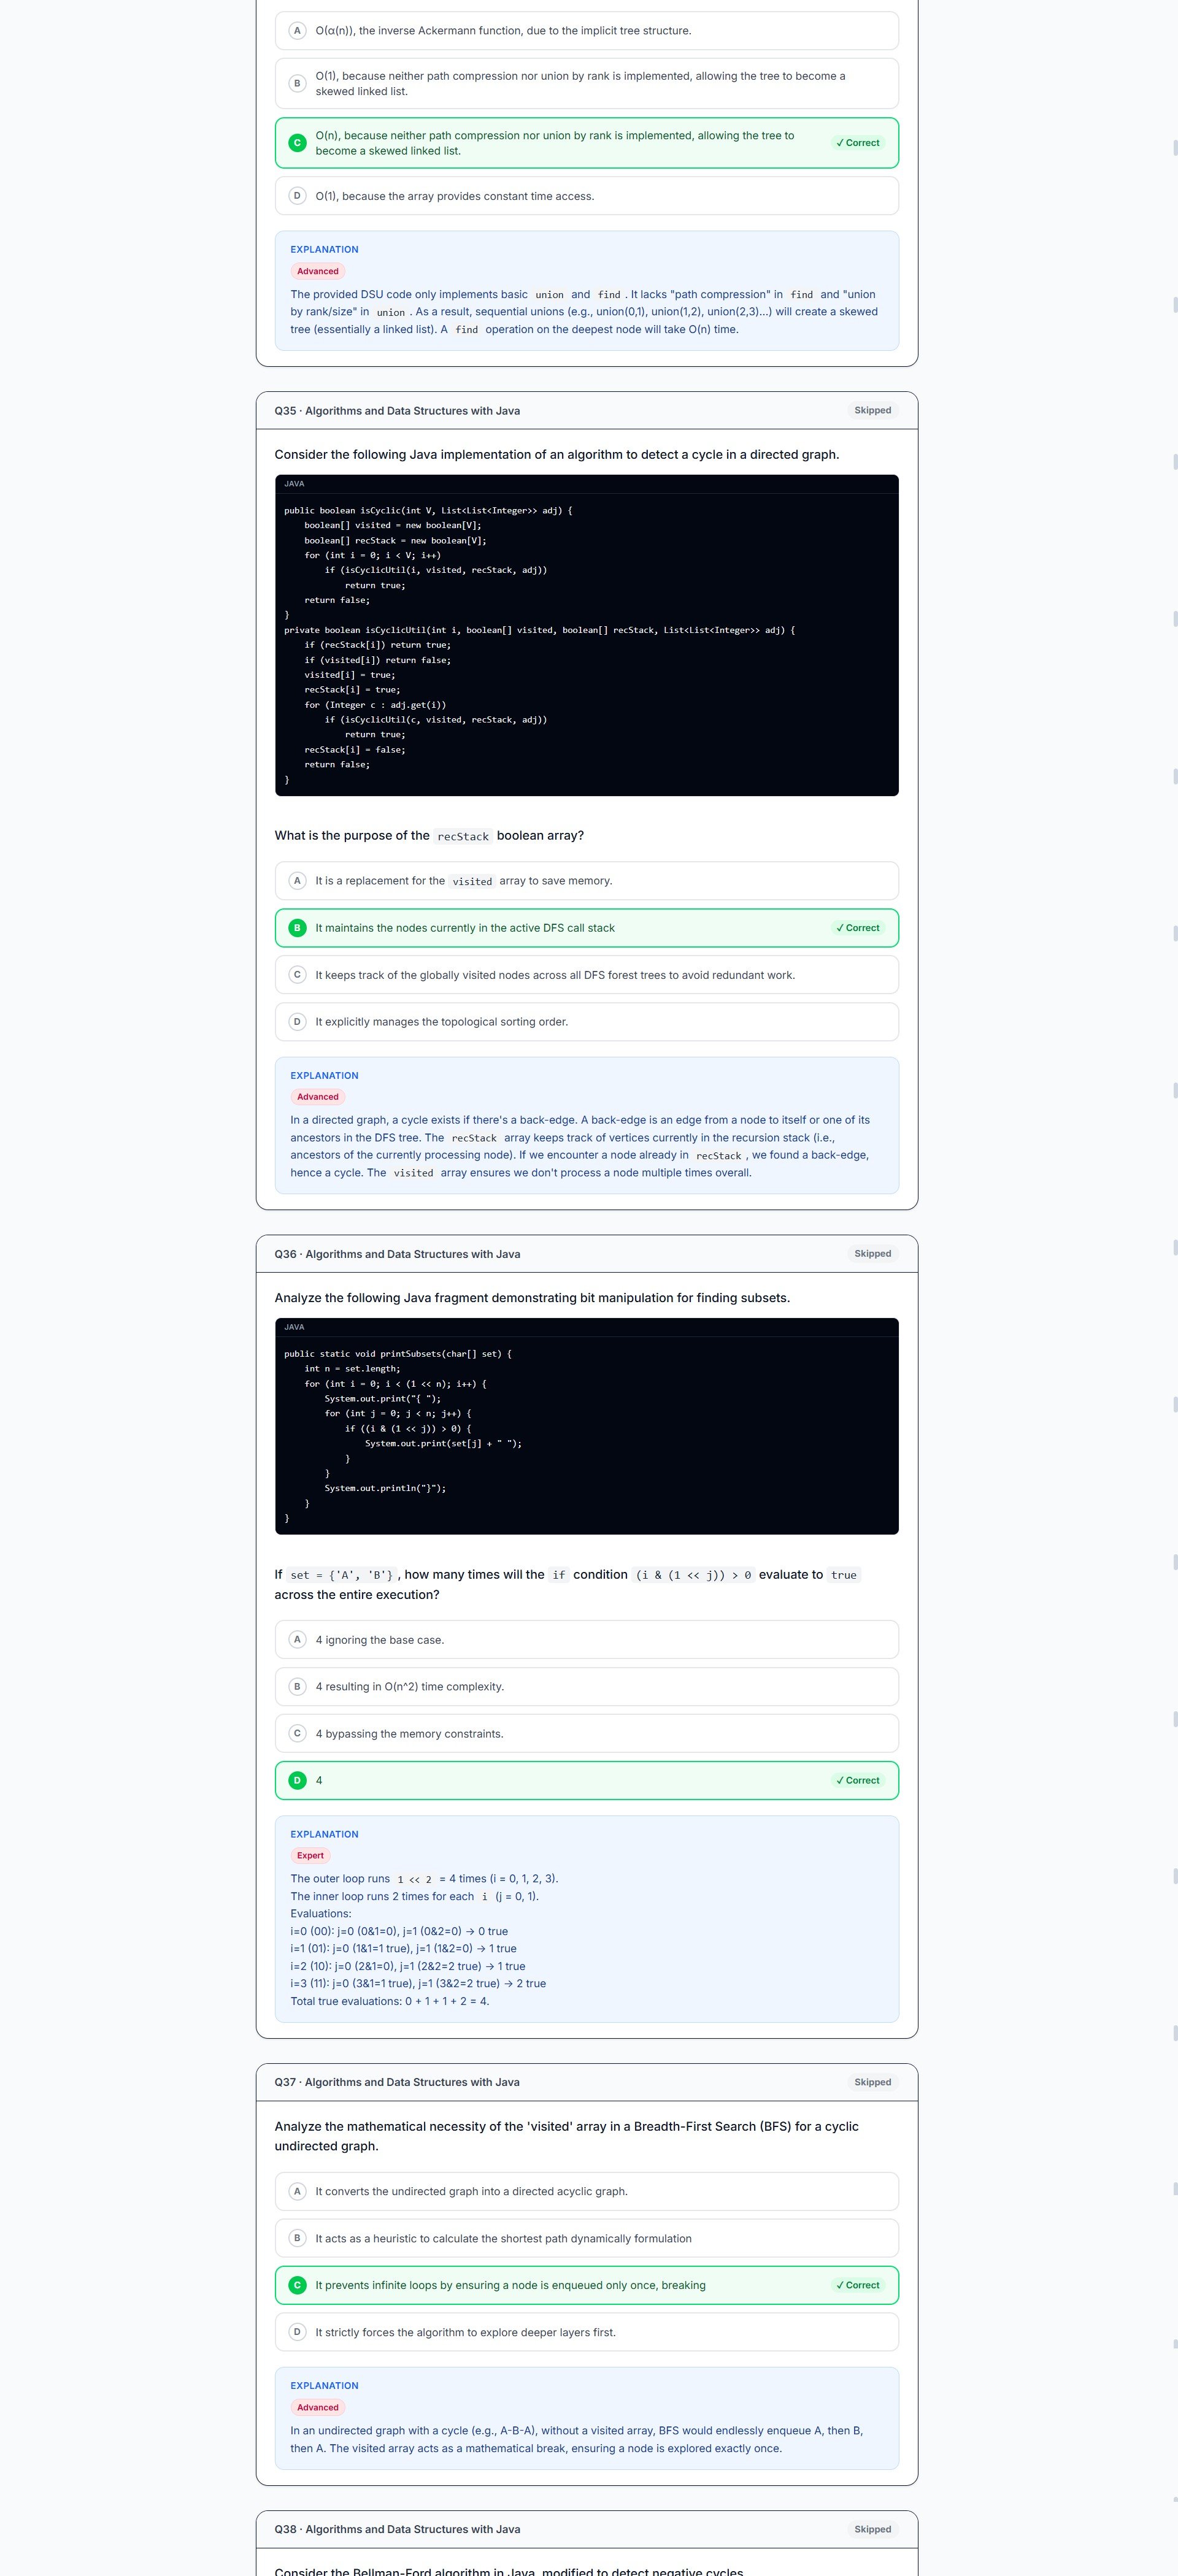 A O(α(n)), the inverse Ackermann function, due to the implicit tree structure.
B O(1), because neither path compression nor union by rank is implemented, allowing the tree to become a
skewed linked list.
C O(n), because neither path compression nor union by rank is implemented, allowing the tree to
become a skewed linked list.
✓ Correct
D O(1), because the array provides constant time access.
EXPLANATION
Advanced
The provided DSU code only implements basic union and find . It lacks "path compression" in find and "union
by rank/size" in union . As a result, sequential unions (e.g., union(0,1), union(1,2), union(2,3)...) will create a skewed
tree (essentially a linked list). A find operation on the deepest node will take O(n) time.
Q35 · Algorithms and Data Structures with Java Skipped
Consider the following Java implementation of an algorithm to detect a cycle in a directed graph.
JAVA
public boolean isCyclic(int V, List<List<Integer>> adj) {
    boolean[] visited = new boolean[V];
    boolean[] recStack = new boolean[V];
    for (int i = 0; i < V; i++)
        if (isCyclicUtil(i, visited, recStack, adj))
            return true;
    return false;
}
private boolean isCyclicUtil(int i, boolean[] visited, boolean[] recStack, List<List<Integer>> adj) {
    if (recStack[i]) return true;
    if (visited[i]) return false;
    visited[i] = true;
    recStack[i] = true;
    for (Integer c : adj.get(i))
        if (isCyclicUtil(c, visited, recStack, adj))
            return true;
    recStack[i] = false;
    return false;
}
What is the purpose of the recStack boolean array?
A It is a replacement for the visited array to save memory.
B It maintains the nodes currently in the active DFS call stack ✓ Correct
C It keeps track of the globally visited nodes across all DFS forest trees to avoid redundant work.
D It explicitly manages the topological sorting order.
EXPLANATION
Advanced
In a directed graph, a cycle exists if there's a back-edge. A back-edge is an edge from a node to itself or one of its
ancestors in the DFS tree. The recStack array keeps track of vertices currently in the recursion stack (i.e.,
ancestors of the currently processing node). If we encounter a node already in recStack , we found a back-edge,
hence a cycle. The visited array ensures we don't process a node multiple times overall.
Q36 · Algorithms and Data Structures with Java Skipped
Analyze the following Java fragment demonstrating bit manipulation for finding subsets.
JAVA
public static void printSubsets(char[] set) {
    int n = set.length;
    for (int i = 0; i < (1 << n); i++) {
        System.out.print("{ ");
        for (int j = 0; j < n; j++) {
            if ((i & (1 << j)) > 0) {
                System.out.print(set[j] + " ");
            }
        }
        System.out.println("}");
    }
}
If set = {'A', 'B'} , how many times will the if condition (i & (1 << j)) > 0 evaluate to true
across the entire execution?
A 4 ignoring the base case.
B 4 resulting in O(n^2) time complexity.
C 4 bypassing the memory constraints.
D 4 ✓ Correct
EXPLANATION
Expert
The outer loop runs 1 << 2 = 4 times (i = 0, 1, 2, 3).
The inner loop runs 2 times for each i (j = 0, 1).
Evaluations:
i=0 (00): j=0 (0&1=0), j=1 (0&2=0) → 0 true
i=1 (01): j=0 (1&1=1 true), j=1 (1&2=0) → 1 true
i=2 (10): j=0 (2&1=0), j=1 (2&2=2 true) → 1 true
i=3 (11): j=0 (3&1=1 true), j=1 (3&2=2 true) → 2 true
Total true evaluations: 0 + 1 + 1 + 2 = 4.
Q37 · Algorithms and Data Structures with Java Skipped
Analyze the mathematical necessity of the 'visited' array in a Breadth-First Search (BFS) for a cyclic
undirected graph.
A It converts the undirected graph into a directed acyclic graph.
B It acts as a heuristic to calculate the shortest path dynamically formulation
C It prevents infinite loops by ensuring a node is enqueued only once, breaking ✓ Correct
D It strictly forces the algorithm to explore deeper layers first.
EXPLANATION
Advanced
In an undirected graph with a cycle (e.g., A-B-A), without a visited array, BFS would endlessly enqueue A, then B,
then A. The visited array acts as a mathematical break, ensuring a node is explored exactly once.
Q38 · Algorithms and Data Structures with Java Skipped
Consider the Bellman-Ford algorithm in Java, modified to detect negative cycles.